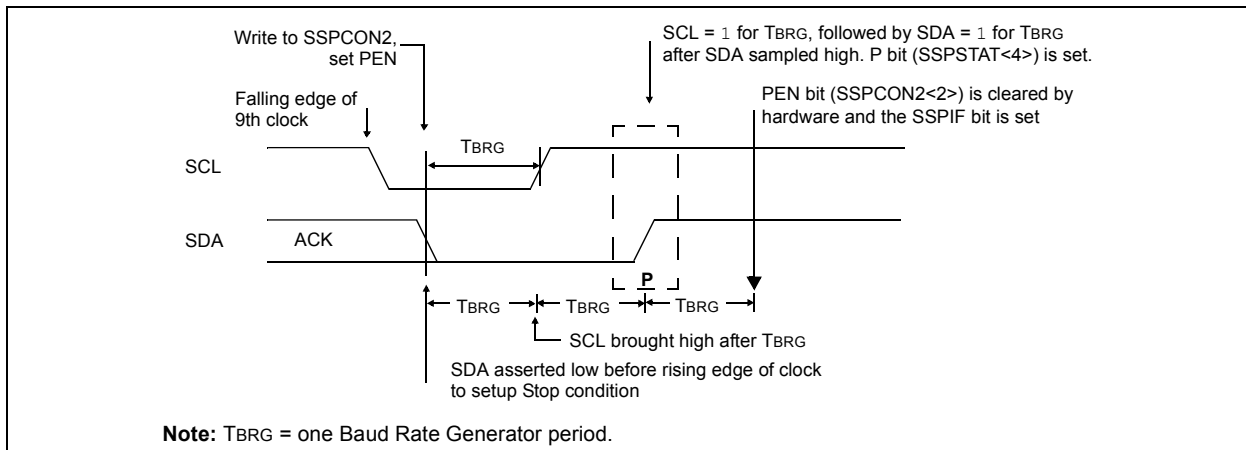 Write to SSPCON2,
set PEN
SCL = 1 for TBRG, followed by SDA = 1 for TBRG
after SDA sampled high. P bit (SSPSTAT<4>) is set.
Falling edge of
9th clock
PEN bit (SSPCON2<2>) is cleared by
hardware and the SSPIF bit is set
TBRG
SCL
SDA
ACK
P
TBRG
TBRG
TBRG
SCL brought high after TBRG
SDA asserted low before rising edge of clock
to setup Stop condition
Note: TBRG = one Baud Rate Generator period.